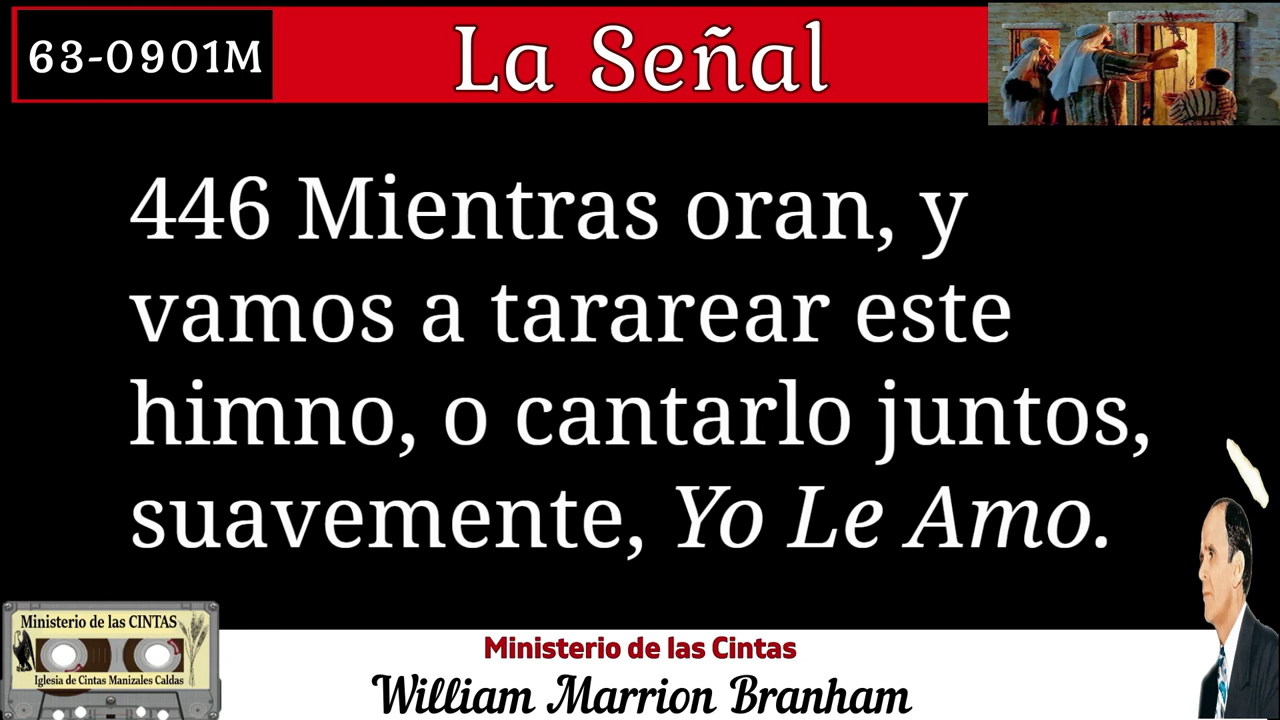 63-0901M
La Señal
446 Mientras oran, y
vamos a tararear este
himno, o cantarlo juntos,
suavemente, Yo Le Amo.
Ministerio de las CINTAS
Iglesia de Cintas Manizales Caldas
Ministerio de las Cintas
William Marrion Branham